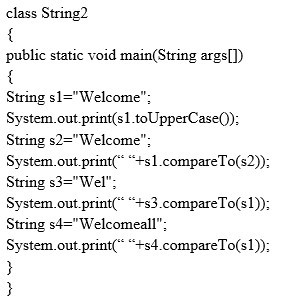 class String2
{
public static void main(String args[])
{
String s1="Welcome";
System.out.print(s1.toUpperCase());
String s2="Welcome";
System.out.print(“ “+s1.compareTo(s2));
String s3="Wel";
System.out.print(“ “+s3.compareTo(s1));
String s4="Welcomeall";
System.out.print(“ “+s4.compareTo(s1));
}
}